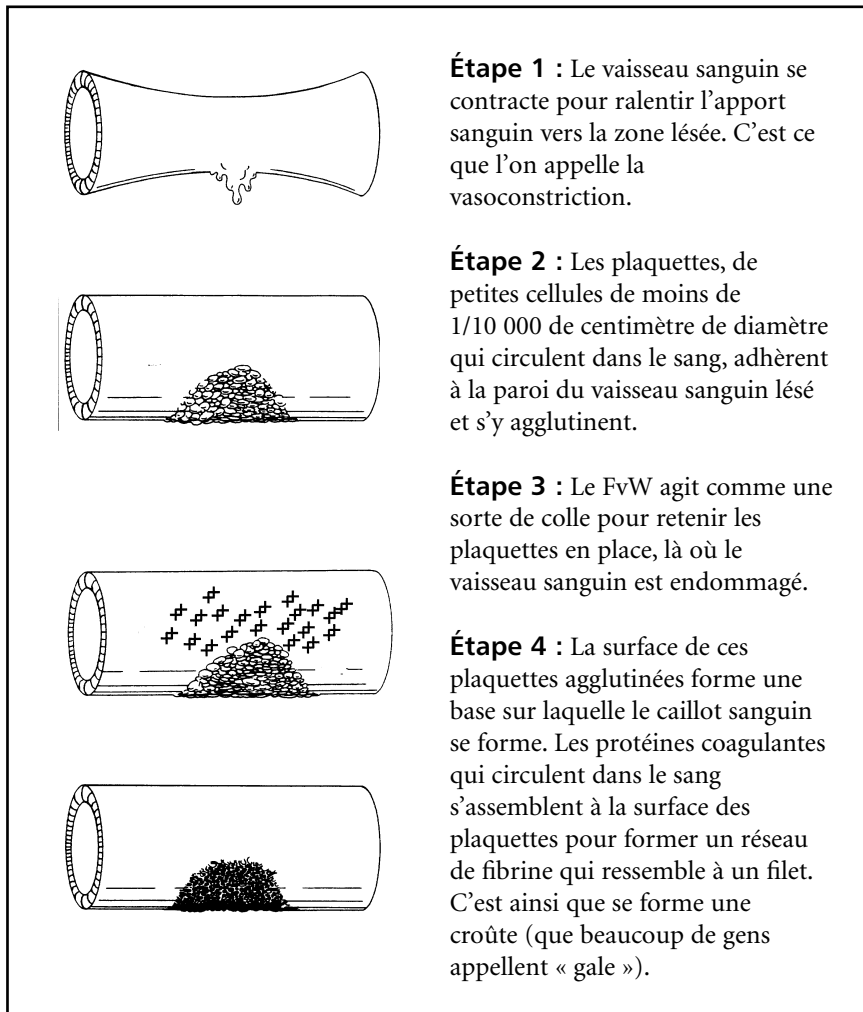 Étape 1 : Le vaisseau sanguin se
contracte pour ralentir l’apport
sanguin vers la zone lésée. C’est ce
que l’on appelle la
vasoconstriction.
Étape 2 : Les plaquettes, de
petites cellules de moins de
1/10 000 de centimètre de diamètre
qui circulent dans le sang, adhèrent
à la paroi du vaisseau sanguin lésé
et s'y agglutinent.
Étape 3 : Le FvW agit comme une
sorte de colle pour retenir les
plaquettes en place, là où le
vaisseau sanguin est endommagé.
Étape 4 : La surface de ces
plaquettes agglutinées forme une
base sur laquelle le caillot sanguin
se forme. Les protéines coagulantes
qui circulent dans le sang
s’assemblent à la surface des
plaquettes pour former un réseau
de fibrine qui ressemble à un filet.
C’est ainsi que se forme une
croûte (que beaucoup de gens
appellent « gale »).